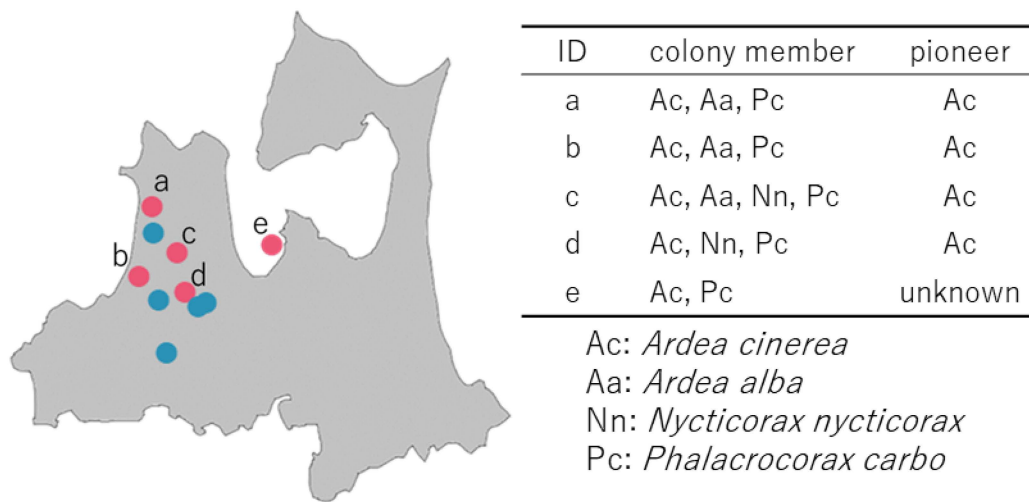 a
c
e
b
d
ID colony member pioneer
a Ac, Aa, Pc Ac
b Ac, Aa, Pc Ac
c Ac, Aa, Nn, Pc Ac
d Ac, Nn, Pc Ac
e Ac, Pc unknown
Ac: Ardea cinerea
Aa: Ardea alba
Nn: Nycticorax nycticorax
Pc: Phalacrocorax carbo